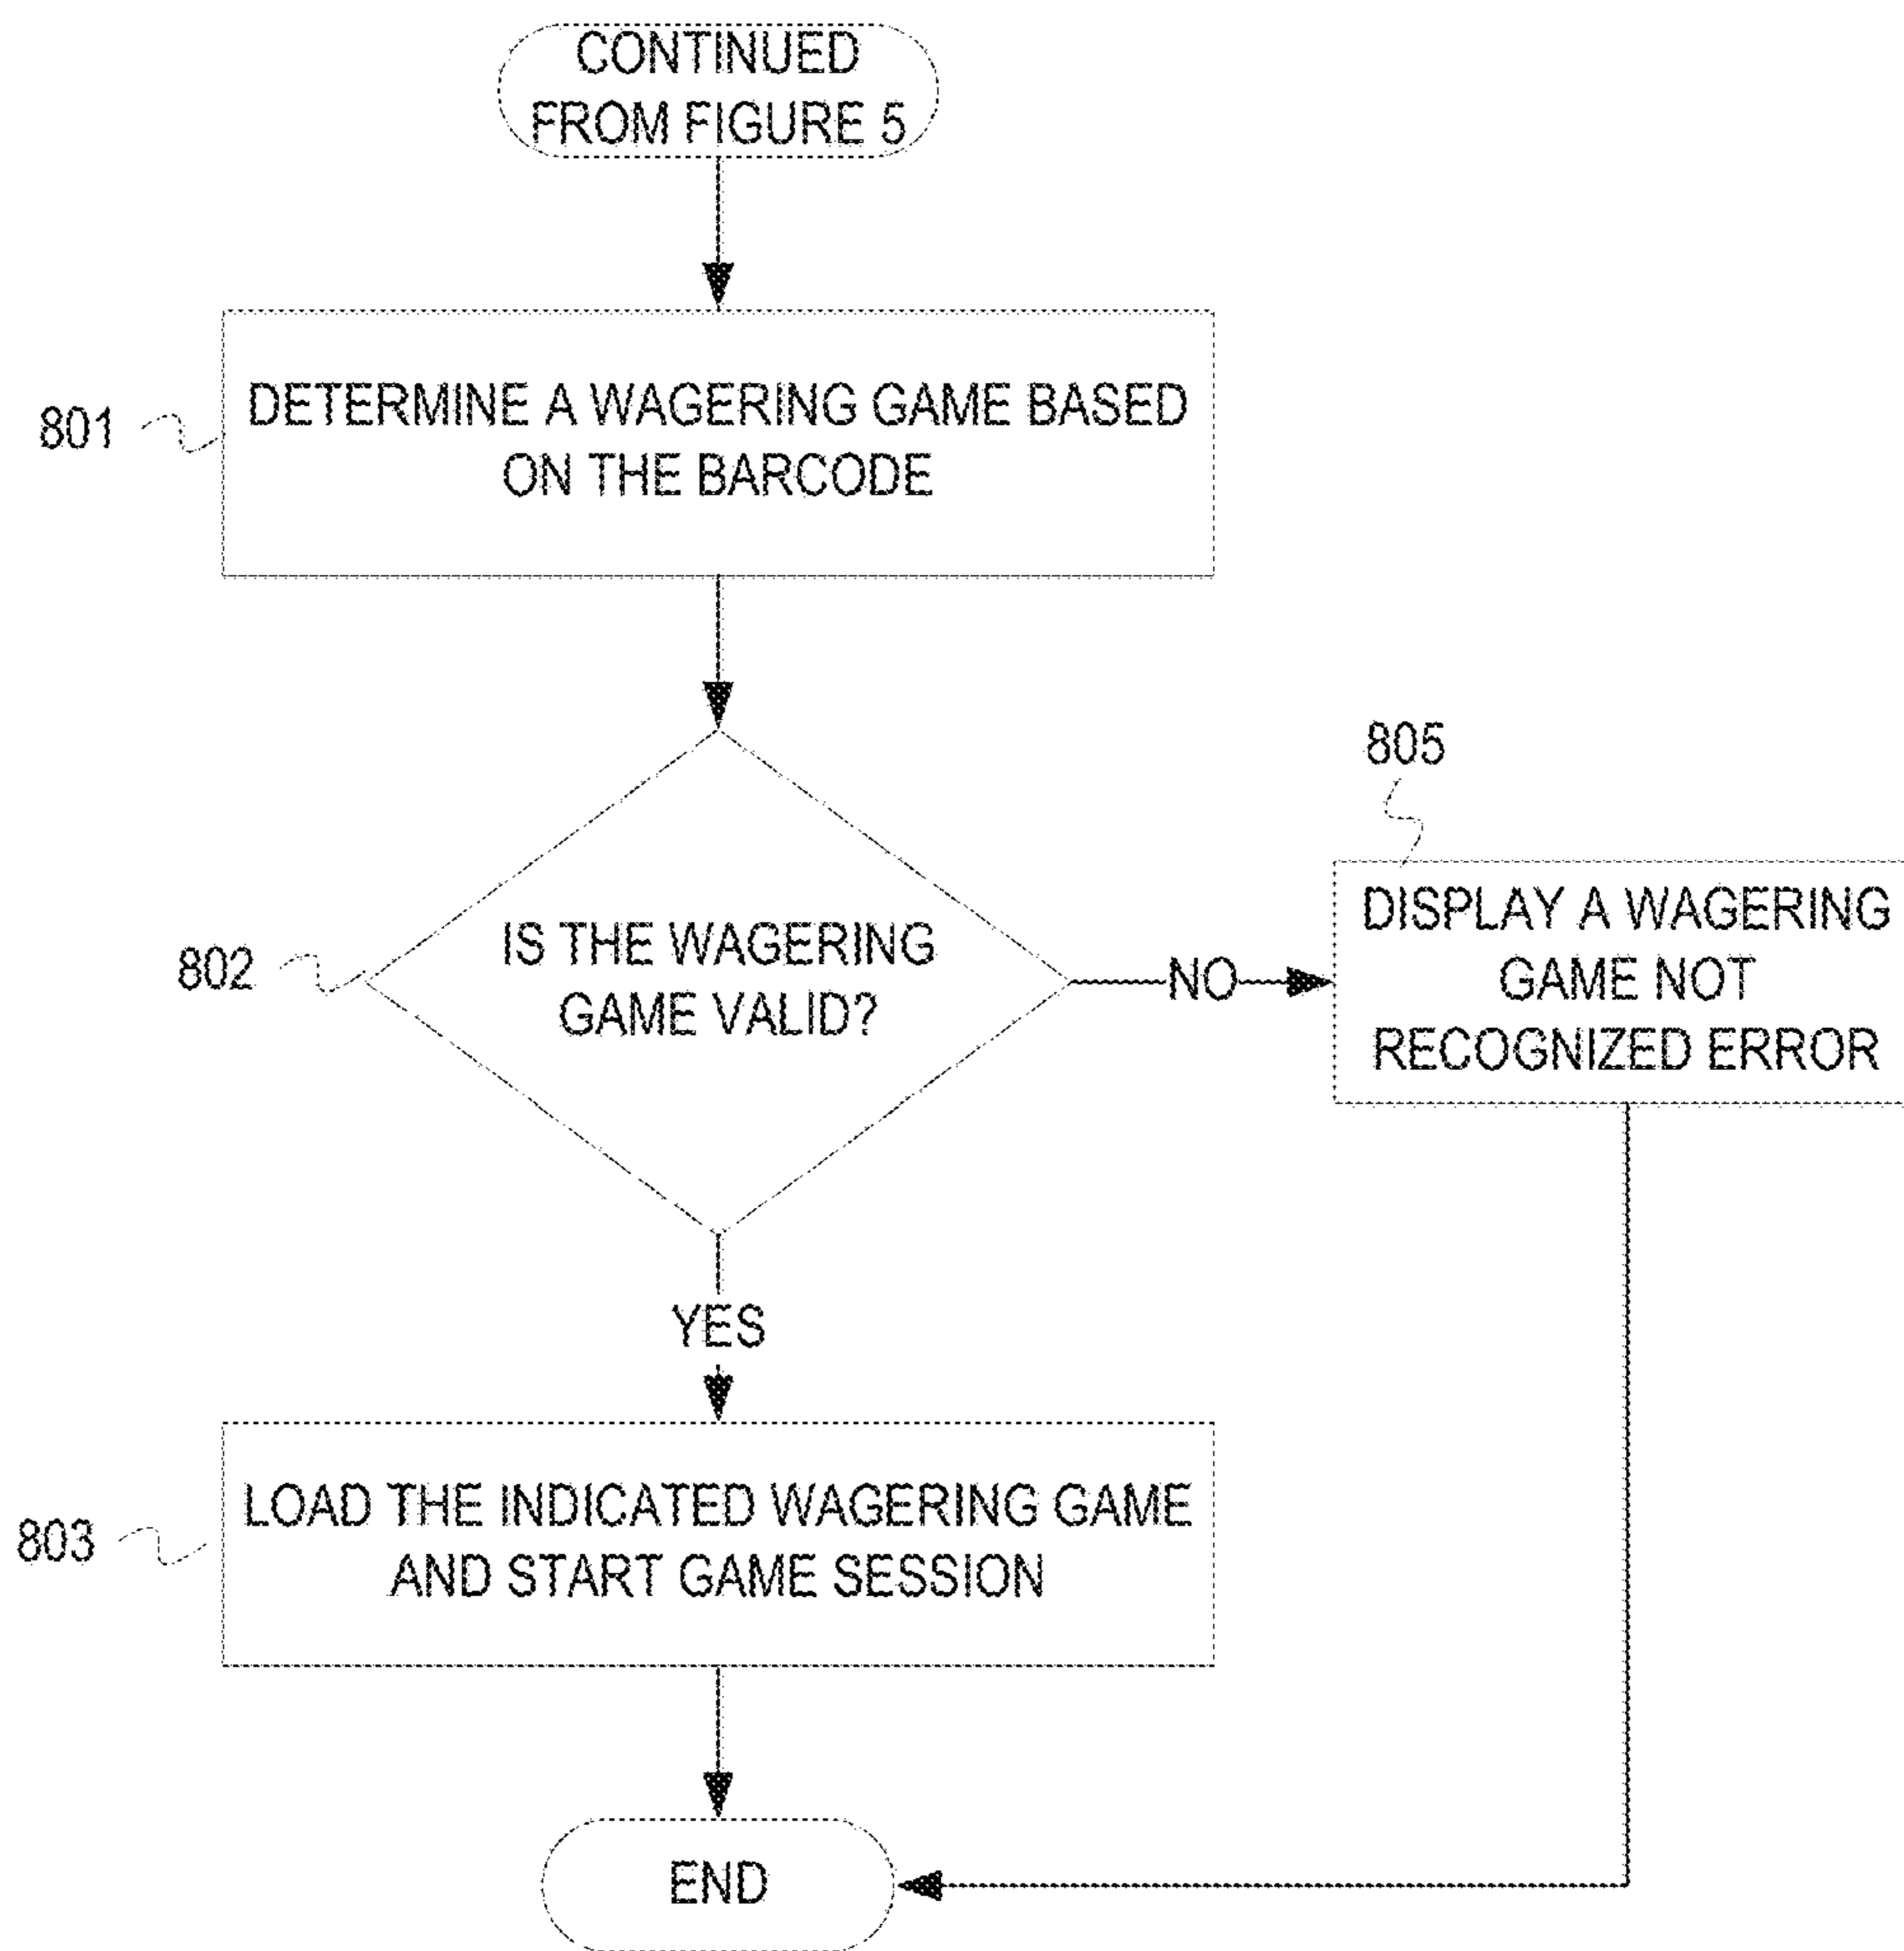 CONTINUED
FROM FIGURE 5
801
DETERMINE A WAGERING GAME BASED
ON THE BARCODE
805
802
IS THE WAGERING
GAME VALID?
NO
DISPLAY A WAGERING
GAME NOT
RECOGNIZED ERROR
YES
803
LOAD THE INDICATED WAGERING GAME
AND START GAME SESSION
END